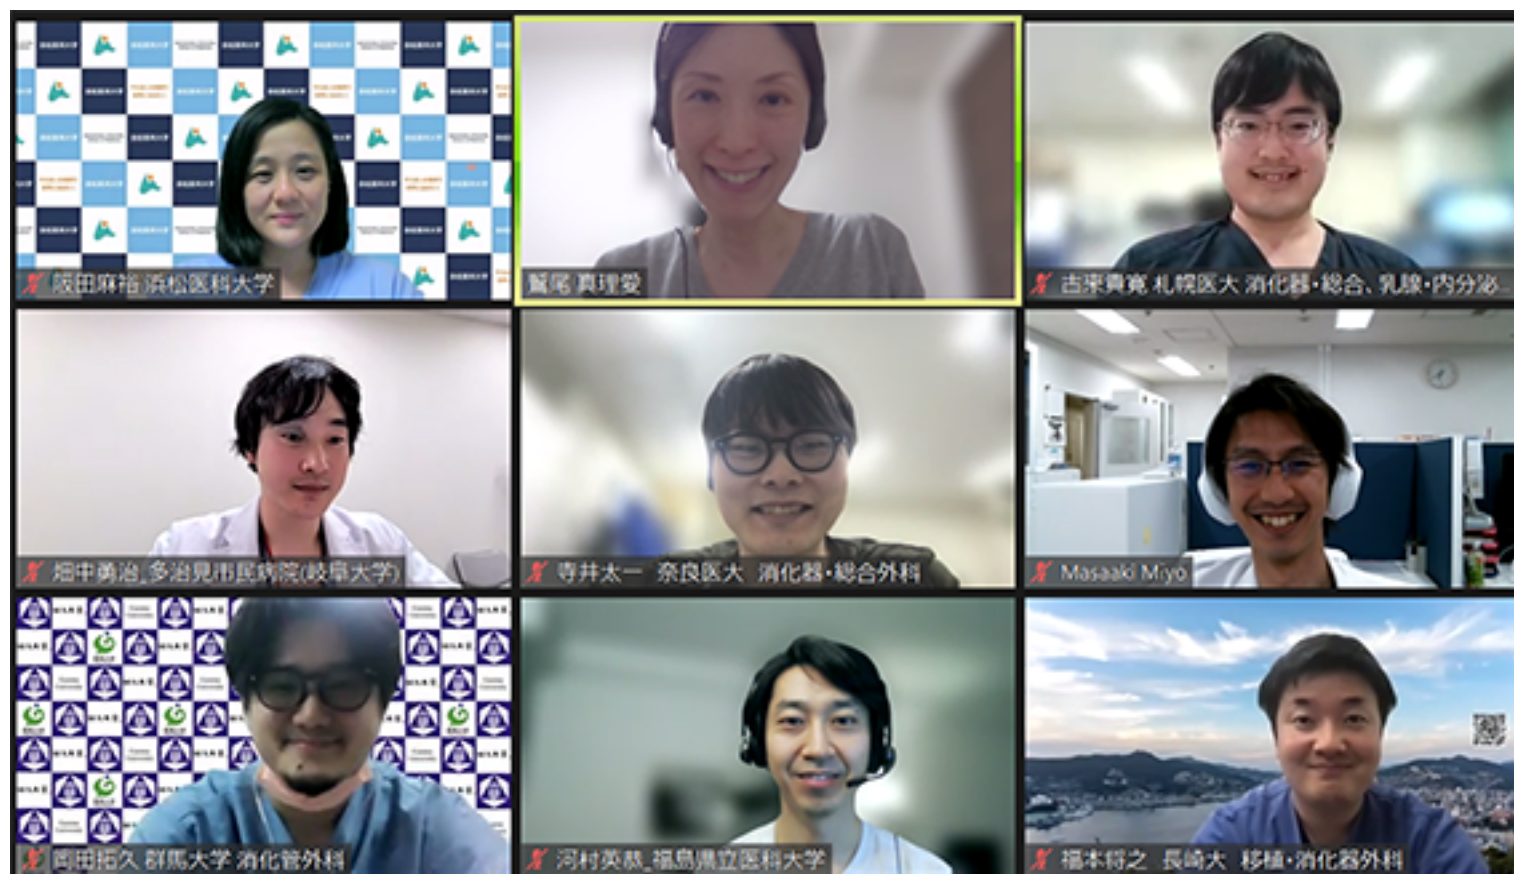 阪田麻裕 浜松医科大学
鷲尾 真理愛
古来貴寛 札幌医大 消化器・総合、乳腺・内分泌...
畑中勇治_多治見市民病院(岐阜大学)
寺井太一 奈良医大 消化器・総合外科
Masaaki Miyo
岡田拓久 群馬大学 消化管外科
河村英恭_福島県立医科大学
福本将之 長崎大 移植・消化器外科